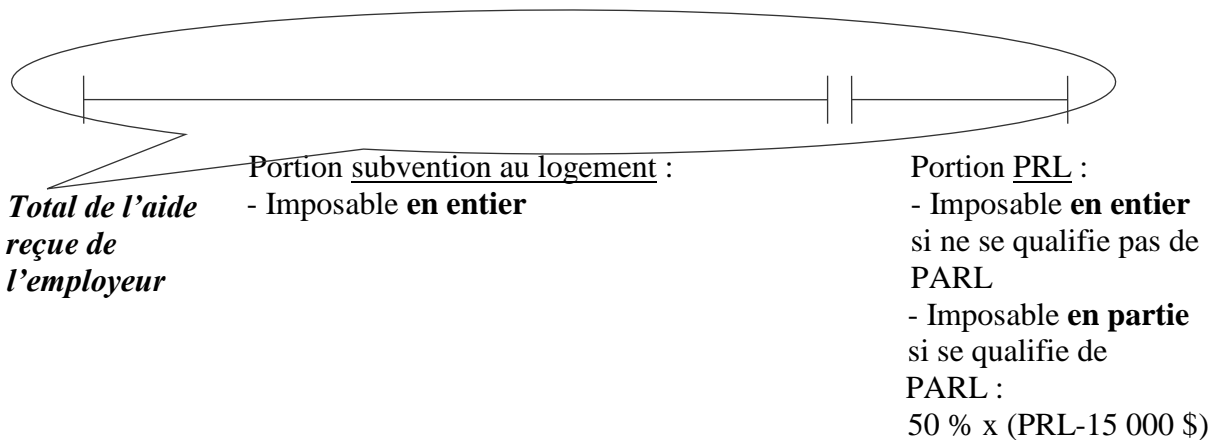 Total de l’aide
reçue de
l’employeur
Portion subvention au logement :
- Imposable en entier
Portion PRL :
- Imposable en entier
si ne se qualifie pas de
PARL
- Imposable en partie
si se qualifie de
PARL :
50 % x (PRL-15 000 $)